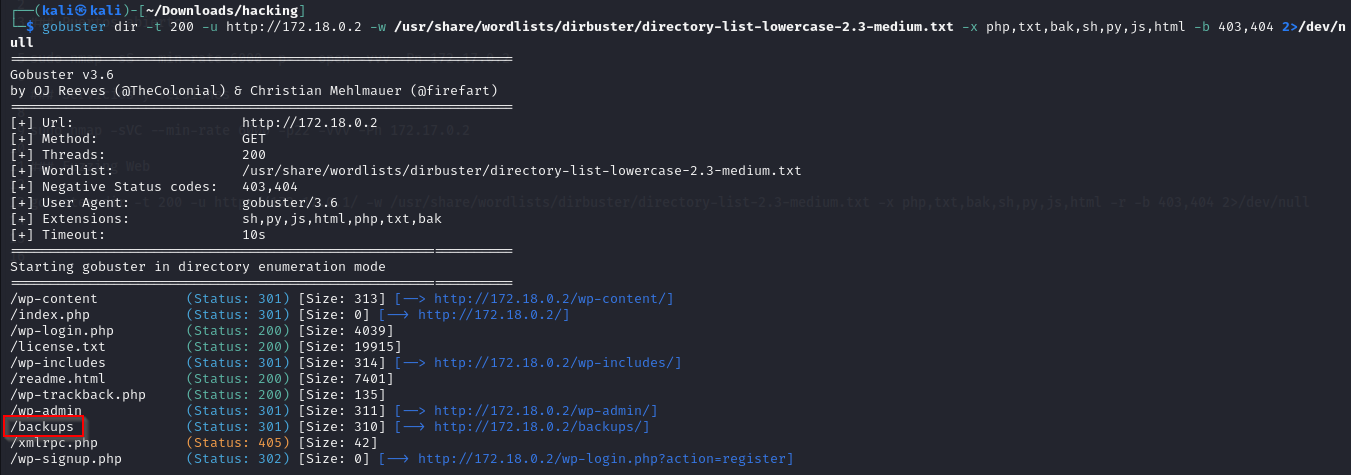 ┌──(kali㉿kali)-[~/Downloads/hacking]
└─$ gobuster dir -t 200 -u http://172.18.0.2 -w /usr/share/wordlists/dirbuster/directory-list-lowercase-2.3-medium.txt -x php,txt,bak,sh,py,js,html -b 403,404 2>/dev/n
ull
===============================================================
Gobuster v3.6
by OJ Reeves (@TheColonial) & Christian Mehlmauer (@firefart)
===============================================================
[+] Url:                     http://172.18.0.2
[+] Method:                  GET
[+] Threads:                 200
[+] Wordlist:                /usr/share/wordlists/dirbuster/directory-list-lowercase-2.3-medium.txt
[+] Negative Status codes:   403,404
[+] User Agent:              gobuster/3.6
[+] Extensions:              sh,py,js,html,php,txt,bak
[+] Timeout:                 10s
===============================================================
Starting gobuster in directory enumeration mode
===============================================================
/wp-content           (Status: 301) [Size: 313] [--> http://172.18.0.2/wp-content/]
/index.php            (Status: 301) [Size: 0] [--> http://172.18.0.2/]
/wp-login.php         (Status: 200) [Size: 4039]
/license.txt          (Status: 200) [Size: 19915]
/wp-includes          (Status: 301) [Size: 314] [--> http://172.18.0.2/wp-includes/]
/readme.html          (Status: 200) [Size: 7401]
/wp-trackback.php     (Status: 200) [Size: 135]
/wp-admin             (Status: 301) [Size: 311] [--> http://172.18.0.2/wp-admin/]
/backups              (Status: 301) [Size: 310] [--> http://172.18.0.2/backups/]
/xmlrpc.php           (Status: 405) [Size: 42]
/wp-signup.php        (Status: 302) [Size: 0] [--> http://172.18.0.2/wp-login.php?action=register]